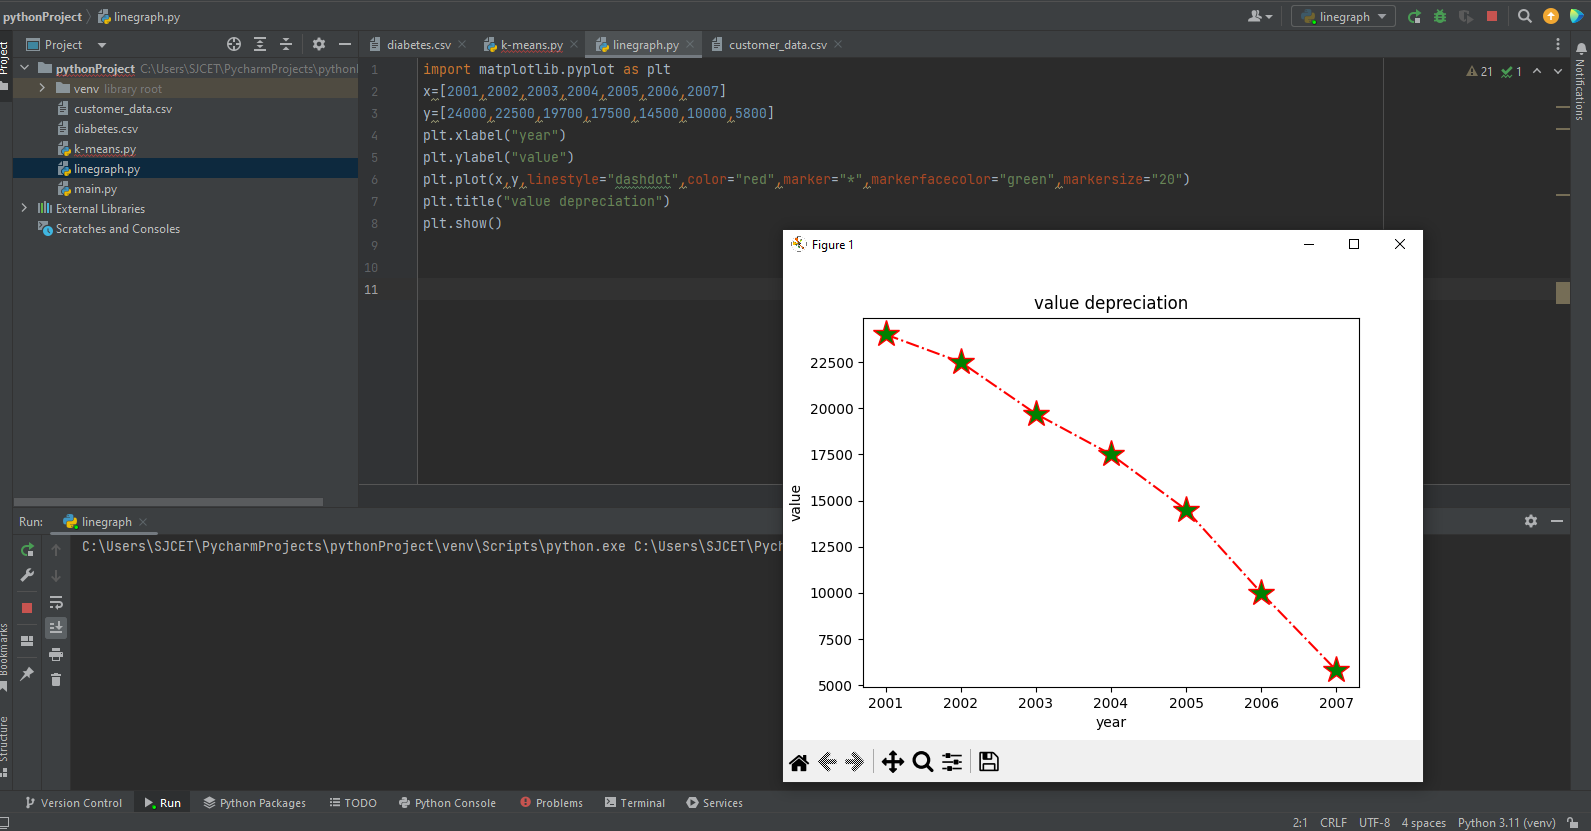 pythonProject linegraph.py
linegraph
Project
diabetes.csv k-means.py linegraph.py customer_data.csv
Project
pythonProject C:\Users\SJCET\PycharmProjects\python
venv library root
customer_data.csv
diabetes.csv
k-means.py
linegraph.py
main.py
External Libraries
Scratches and Consoles
21 1
Notifications
1 import matplotlib.pyplot as plt
2 x=[2001,2002,2003,2004,2005,2006,2007]
3 y=[24000,22500,19700,17500,14500,10000,5800]
4 plt.xlabel("year")
5 plt.ylabel("value")
6 plt.plot(x,y,linestyle="dashdot",color="red",marker="*",markerfacecolor="green",markersize="20")
7 plt.title("value depreciation")
8 plt.show()
9
10
11
Figure 1
value depreciation
22500
20000
17500
15000
12500
10000
7500
5000
value
2001 2002 2003 2004 2005 2006 2007
year
Run: linegraph
C:\Users\SJCET\PycharmProjects\pythonProject\venv\Scripts\python.exe C:\Users\SJCET\Pych
Bookmarks
Structure
Version Control Run Python Packages TODO Python Console Problems Terminal Services
2:1 CRLF UTF-8 4 spaces Python 3.11 (venv)